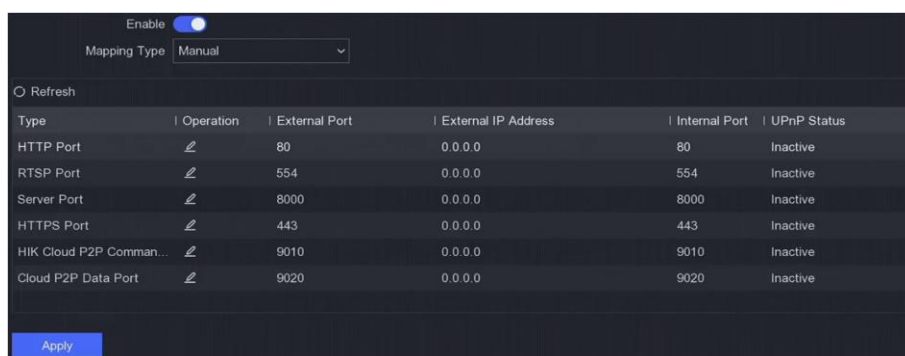 Enable
Mapping Type Manual
Refresh
Type Operation External Port External IP Address Internal Port UPnP Status
HTTP Port 80 0.0.0.0 80 Inactive
RTSP Port 554 0.0.0.0 554 Inactive
Server Port 8000 0.0.0.0 8000 Inactive
HTTPS Port 443 0.0.0.0 443 Inactive
HIK Cloud P2P Comman... 9010 0.0.0.0 9010 Inactive
Cloud P2P Data Port 9020 0.0.0.0 9020 Inactive
Apply